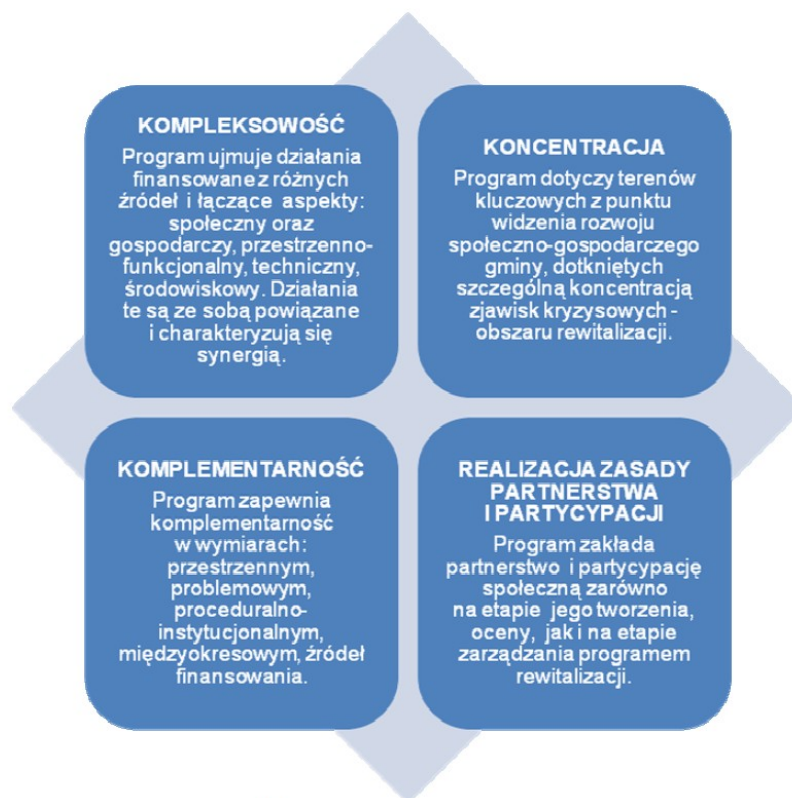 KOMPLEKSOWOŚĆ
Program ujmuje działania
finansowane z różnych
źródeł i łączące aspekty:
społeczny oraz
gospodarczy, przestrzenno-
funkcjonalny, techniczny,
środowiskowy. Działania
te są ze sobą powiązane
i charakteryzują się
synergią.
KONCENTRACJA
Program dotyczy terenów
kluczowych z punktu
widzenia rozwoju
społeczno-gospodarczego
gminy, dotkniętych
szczególną koncentracją
zjawisk kryzysowych -
obszaru rewitalizacji.
KOMPLEMENTARNOŚĆ
Program zapewnia
komplementarność
w wymiarach:
przestrzennym,
problemowym,
proceduralno-
instytucjonalnym,
międzyokresowym, źródeł
finansowania.
REALIZACJA ZASADY
PARTNERSTWA
I PARTYCYPACJI
Program zakłada
partnerstwo i partycypację
społeczną zarówno
na etapie jego tworzenia,
oceny, jak i na etapie
zarządzania programem
rewitalizacji.